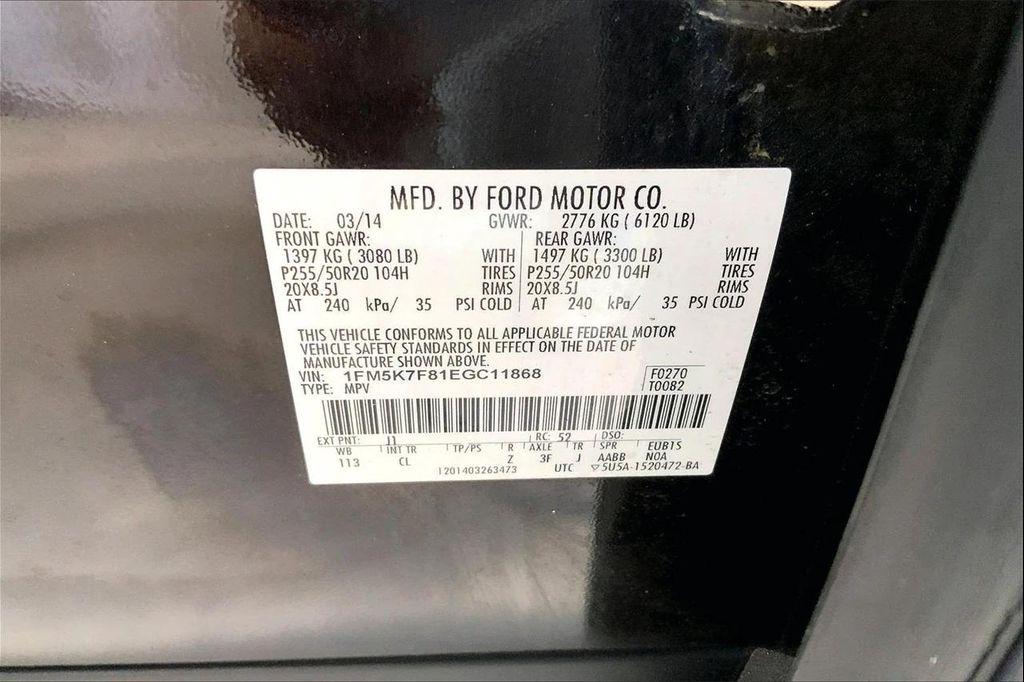 MFD. BY FORD MOTOR CO.
DATE: 03/14 GVWR: 2776 KG ( 6120 LB)
FRONT GAWR: REAR GAWR:
1397 KG ( 3080 LB) WITH 1497 KG ( 3300 LB) WITH
P255/50R20 104H TIRES P255/50R20 104H TIRES
20X8.5J RIMS 20X8.5J RIMS
AT 240 kPa/ 35 PSI COLD AT 240 kPa/ 35 PSI COLD
THIS VEHICLE CONFORMS TO ALL APPLICABLE FEDERAL MOTOR
VEHICLE SAFETY STANDARDS IN EFFECT ON THE DATE OF
MANUFACTURE SHOWN ABOVE.
VIN: 1FM5K7F81EGC11868 F0270
TYPE: MPV T0082
EXT PNT: J1 RC: 52 DSO:
WB INT TR TP/PS R AXLE TR SPR EUB1S
113 CL Z 3F J AABB N0A
1201403263473 UTC ▽5U5A-1520472-BA